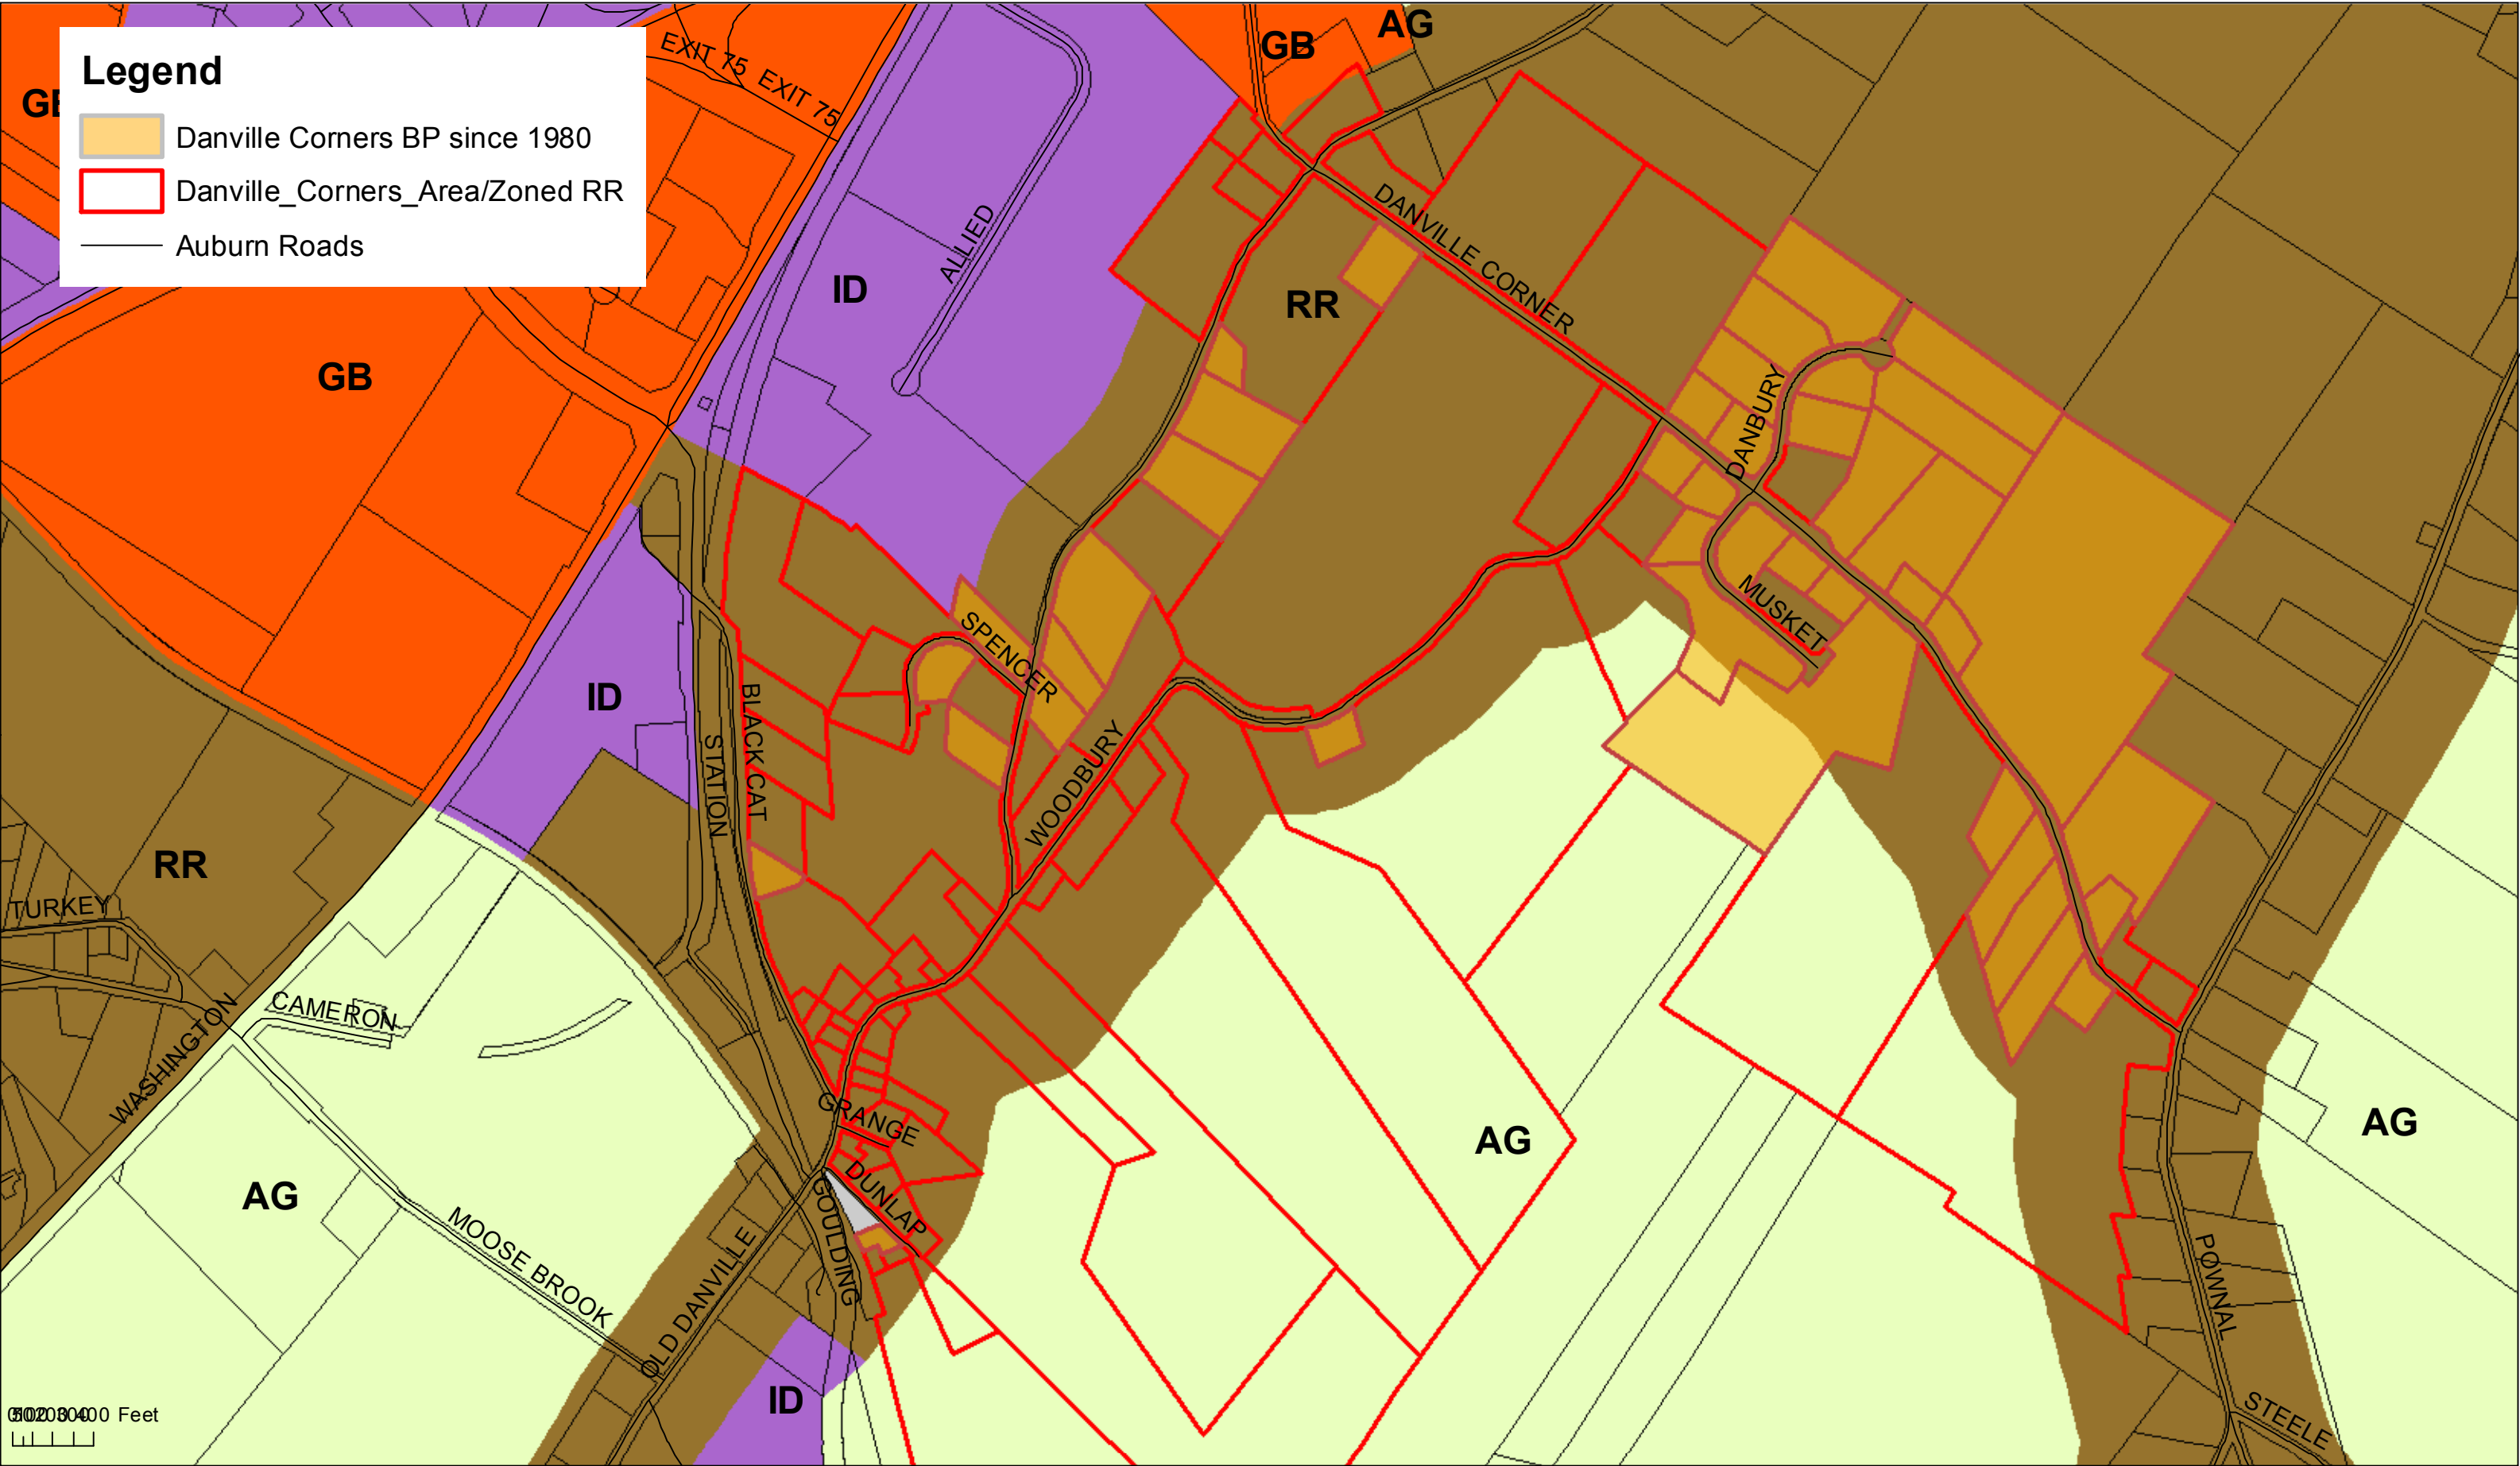 Legend
Danville Corners BP since 1980
Danville_Corners_Area/Zoned RR
Auburn Roads
EXIT 75 EXIT 75
GB
AG
ID
ALLIED
RR
DANVILLE CORNER
GB
DANBURY
MUSKET
SPENCER
ID
BLACK CAT
STATION
WOODBURY
RR
TURKEY
WASHINGTON
CAMERON
GRANGE
DUNLAP
GOULDING
AG
AG
AG
MOOSE BROOK
OLD DANVILLE
POWNAL
ID
STEELE
Feet